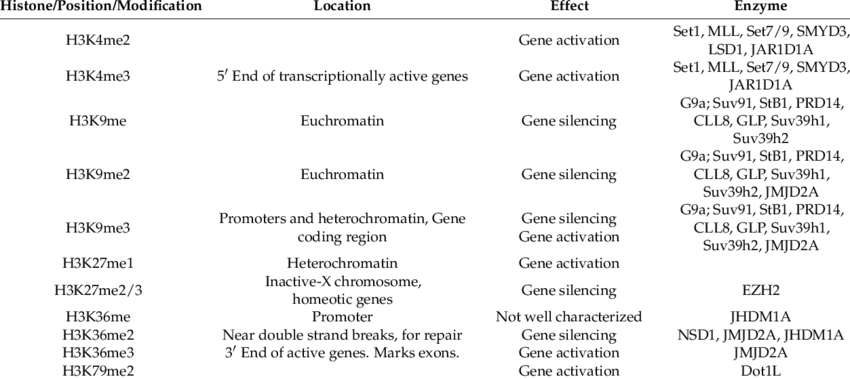 Histone/Position/Modification Location Effect Enzyme
H3K4me2 Gene activation Set1, MLL, Set7/9, SMYD3,
LSD1, JAR1D1A
H3K4me3 5′ End of transcriptionally active genes Gene activation Set1, MLL, Set7/9, SMYD3,
JAR1D1A
H3K9me Euchromatin Gene silencing G9a; Suv91, StB1, PRD14,
CLL8, GLP, Suv39h1,
Suv39h2
H3K9me2 Euchromatin Gene silencing G9a; Suv91, StB1, PRD14,
CLL8, GLP, Suv39h1,
Suv39h2, JMJD2A
H3K9me3 Promoters and heterochromatin, Gene
coding region Gene silencing
Gene activation G9a; Suv91, StB1, PRD14,
CLL8, GLP, Suv39h1,
Suv39h2, JMJD2A
H3K27me1 Heterochromatin Gene activation
H3K27me2/3 Inactive-X chromosome,
homeotic genes Gene silencing EZH2
H3K36me Promoter Not well characterized JHDM1A
H3K36me2 Near double strand breaks, for repair Gene silencing NSD1, JMJD2A, JHDM1A
H3K36me3 3′ End of active genes. Marks exons. Gene activation JMJD2A
H3K79me2 Gene activation Dot1L